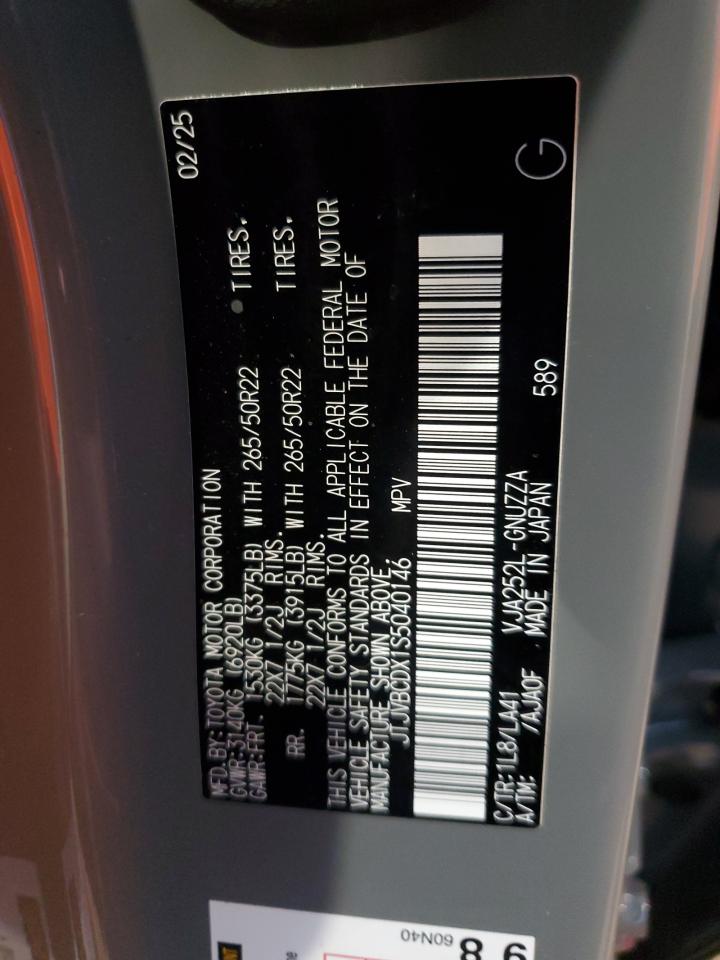 02/25
MFD. BY: TOYOTA MOTOR CORPORATION
GVWR: 3140KG (6920LB)
GAWR: FRT. 1530KG (3375LB) WITH 265/50R22 TIRES.
22X7 1/2J RIMS.
RR. 1775KG (3915LB) WITH 265/50R22 TIRES.
22X7 1/2J RIMS.
THIS VEHICLE CONFORMS TO ALL APPLICABLE FEDERAL MOTOR
VEHICLE SAFETY STANDARDS IN EFFECT ON THE DATE OF
MANUFACTURE SHOWN ABOVE.
JTJVBCDX1S5040146 MPV
C/TR: 1L8/LA41 VJA252L-GNUZZA
A/TM: /AJA0F MADE IN JAPAN 589
G
60N40